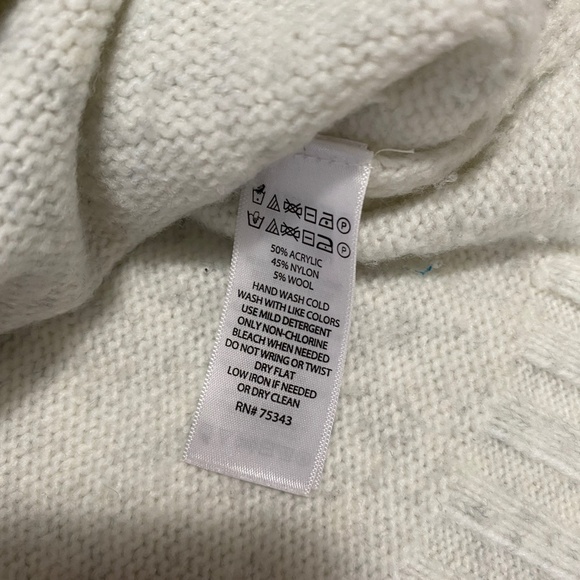 50% ACRYLIC
45% NYLON
5% WOOL
HAND WASH COLD
WASH WITH LIKE COLORS
USE MILD DETERGENT
ONLY NON-CHLORINE
BLEACH WHEN NEEDED
DO NOT WRING OR TWIST
DRY FLAT
LOW IRON IF NEEDED
OR DRY CLEAN
RN# 75343